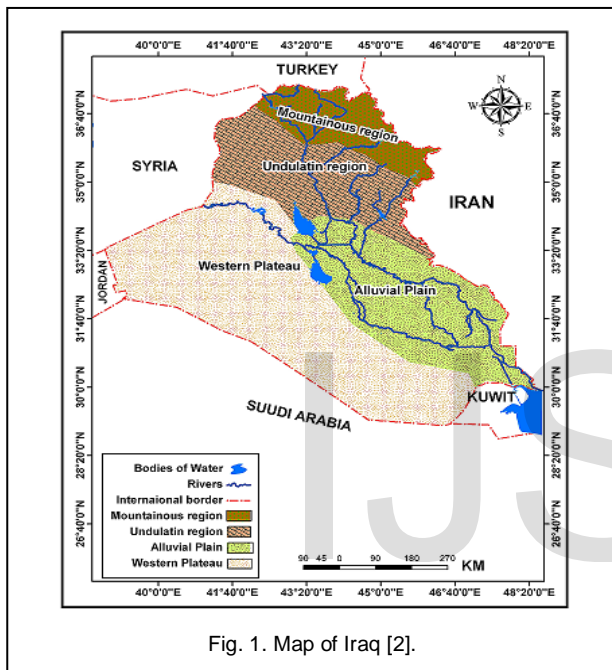 40°0'0"E 41°40'0"E 43°20'0"E 45°0'0"E 46°40'0"E 48°20'0"E
TURKEY
N
W E
S
Mountainous region
Undulatin region
SYRIA
IRAN
Western Plateau
Alluvial Plain
JORDAN
KUWIT
SUUDI ARABIA
36°40'0"N
35°0'0"N
33°20'0"N
31°40'0"N
30°0'0"N
28°20'0"N
26°40'0"N
36°40'0"N
35°0'0"N
33°20'0"N
31°40'0"N
30°0'0"N
28°20'0"N
26°40'0"N
Bodies of Water
Rivers
Internaional border
Mountainous region
Undulatin region
Alluvial Plain
Western Plateau
90 45 0 90 180 270
KM
40°0'0"E 41°40'0"E 43°20'0"E 45°0'0"E 46°40'0"E 48°20'0"E
IJS
Fig. 1. Map of Iraq [2].